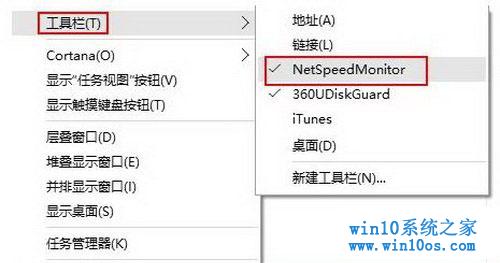 工具栏(T)
Cortana(O)
显示“任务视图”按钮(V)
显示触摸键盘按钮(T)
层叠窗口(D)
堆叠显示窗口(E)
并排显示窗口(I)
显示桌面(S)
任务管理器(K)
地址(A)
链接(L)
NetSpeedMonitor
360UDiskGuard
iTunes
桌面(D)
新建工具栏(N)...
win10系统之家
www.win10os.com